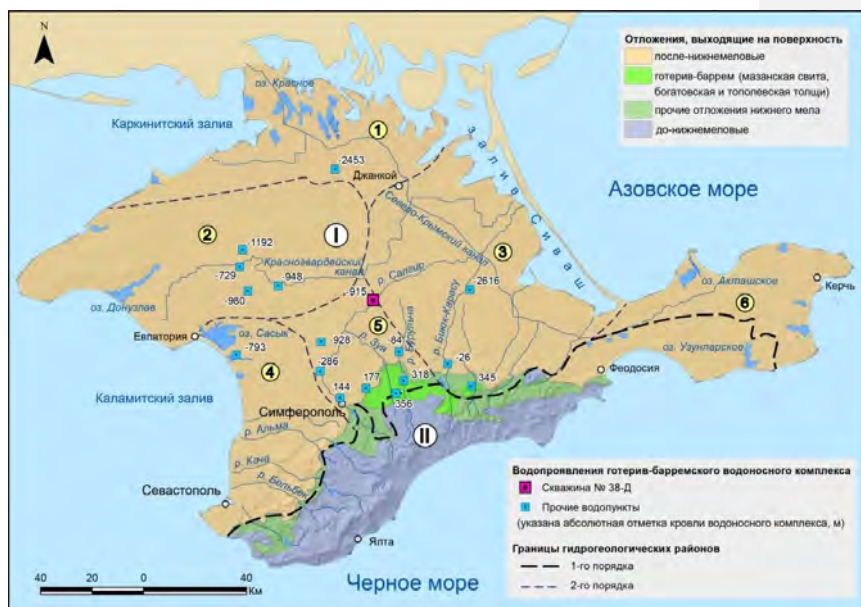 N
Отложения, выходящие на поверхность
после-нижнемеловые
готерив-баррем (мазанская свита,
богатовская и тополевская толщи)
прочие отложения нижнего мела
до-нижнемеловые
оз. Красное
Каркинитский залив
1
-2453
Джанкой
залив Сиваш
Азовское море
Северо-Крымский канал
I
2
3
-1192
-729
Красногвардейский
канал
-948
-980
р. Салгир
-915
-2616
оз. Донузлав
оз. Акташское
6
Керчь
5
р. Бурульча
р. Биюк-Карасу
Евпатория
оз. Сасык
-928
р. Зуя
-84
-26
оз. Узунларское
-793
-286
Феодосия
4
177
318
345
144
356
Каламитский залив
Симферополь
II
р. Альма
р. Кача
р. Бельбек
Севастополь
Ялта
Черное море
Водопроявления готерив-барремского водоносного комплекса
Скважина № 38-Д
Прочие водопункты
(указана абсолютная отметка кровли водоносного комплекса, м)
Границы гидрогеологических районов
1-го порядка
2-го порядка
40 20 0 40
Км